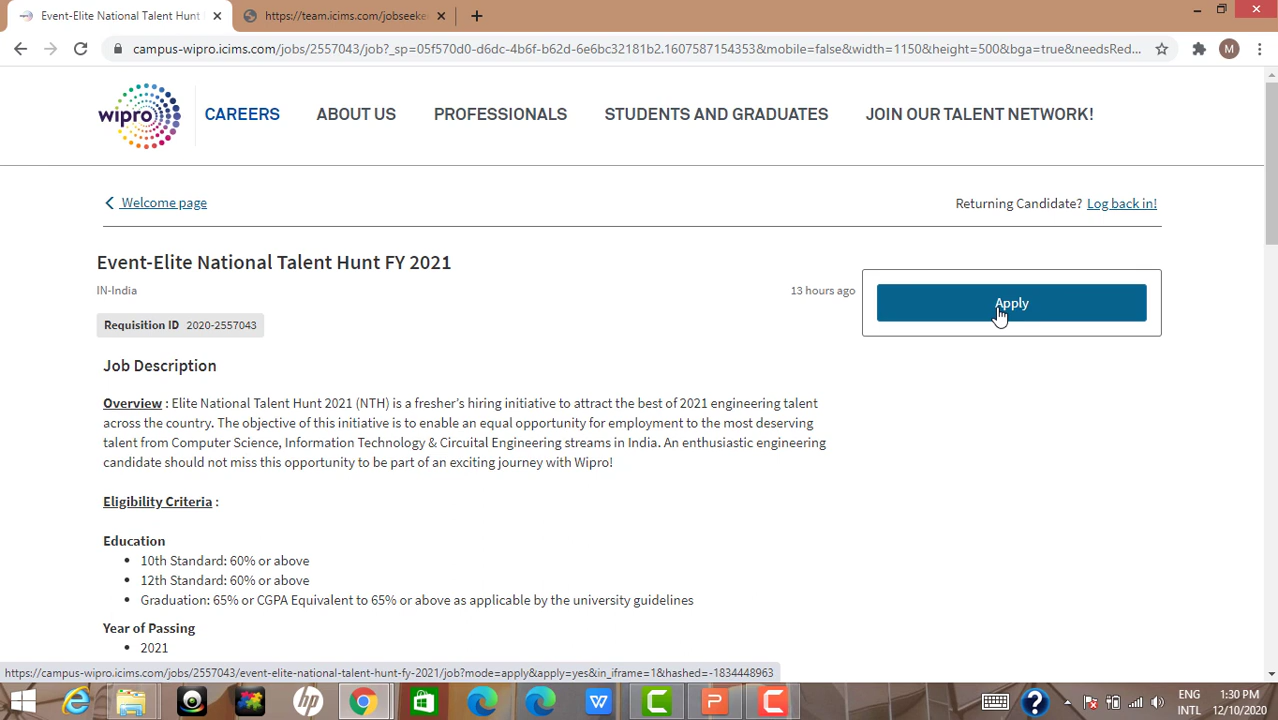 Event-Elite National Talent Hunt
https://team.icims.com/jobseeke
campus-wipro.icims.com/jobs/2557043/job?_sp=05f570d0-d6dc-4b6f-b62d-6e6bc32181b2.1607587154353&mobile=false&width=1150&height=500&bga=true&needsRed...
M
wipro
CAREERS
ABOUT US
PROFESSIONALS
STUDENTS AND GRADUATES
JOIN OUR TALENT NETWORK!
Welcome page
Returning Candidate? Log back in!
Event-Elite National Talent Hunt FY 2021
IN-India
13 hours ago
Apply
Requisition ID 2020-2557043
Job Description
Overview : Elite National Talent Hunt 2021 (NTH) is a fresher's hiring initiative to attract the best of 2021 engineering talent
across the country. The objective of this initiative is to enable an equal opportunity for employment to the most deserving
talent from Computer Science, Information Technology & Circuital Engineering streams in India. An enthusiastic engineering
candidate should not miss this opportunity to be part of an exciting journey with Wipro!
Eligibility Criteria :
Education
• 10th Standard: 60% or above
• 12th Standard: 60% or above
• Graduation: 65% or CGPA Equivalent to 65% or above as applicable by the university guidelines
Year of Passing
• 2021
https://campus-wipro.icims.com/jobs/2557043/event-elite-national-talent-hunt-fy-2021/job?mode=apply&apply=yes&in_iframe=1&hashed=-1834448963
ENG
INTL
1:30 PM
12/10/2020